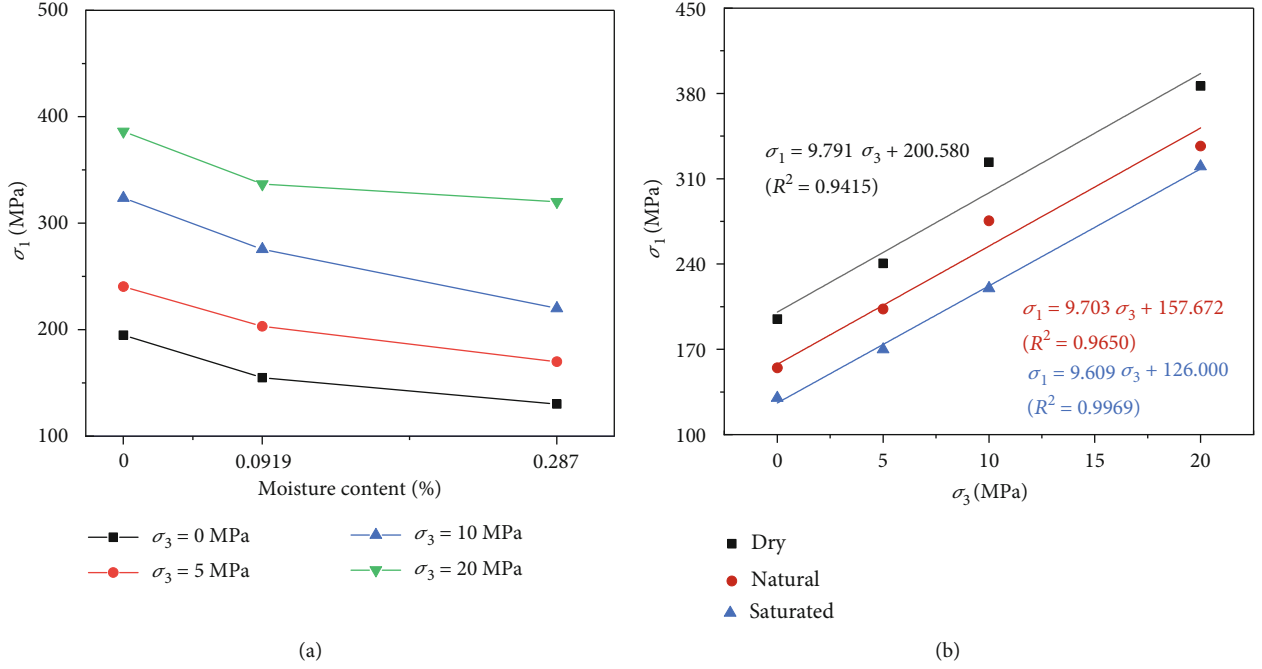 500
400
300
200
100
σ1 (MPa)
0
0.0919
0.287
Moisture content (%)
σ3 = 0 MPa
σ3 = 5 MPa
σ3 = 10 MPa
σ3 = 20 MPa
(a)
450
380
310
240
170
100
σ1 (MPa)
σ1 = 9.791 σ3 + 200.580
(R2 = 0.9415)
σ1 = 9.703 σ3 + 157.672
(R2 = 0.9650)
σ1 = 9.609 σ3 + 126.000
(R2 = 0.9969)
0
5
10
15
20
σ3 (MPa)
Dry
Natural
Saturated
(b)